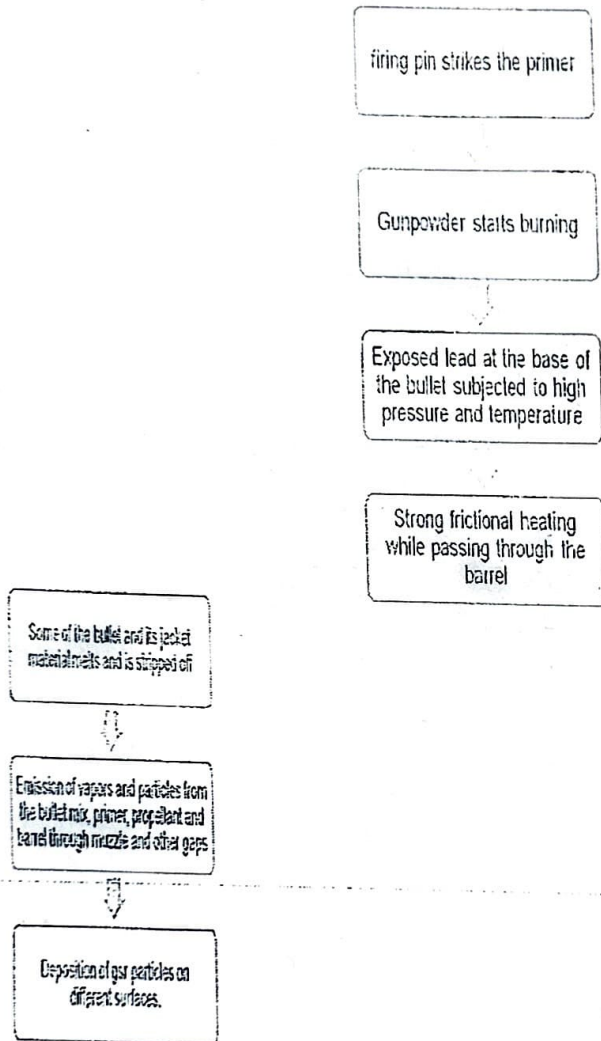 firing pin strikes the primer
Gunpowder starts burning
Exposed lead at the base of
the bullet subjected to high
pressure and temperature
Strong frictional heating
while passing through the
barrel
Some of the bullet and its jacket
material melts and is stripped off
Emission of vapors and particles from
the bullet mix, primer, propellant and
barrel through muzzle and other gaps
Deposition of gsr particles on
different surfaces.